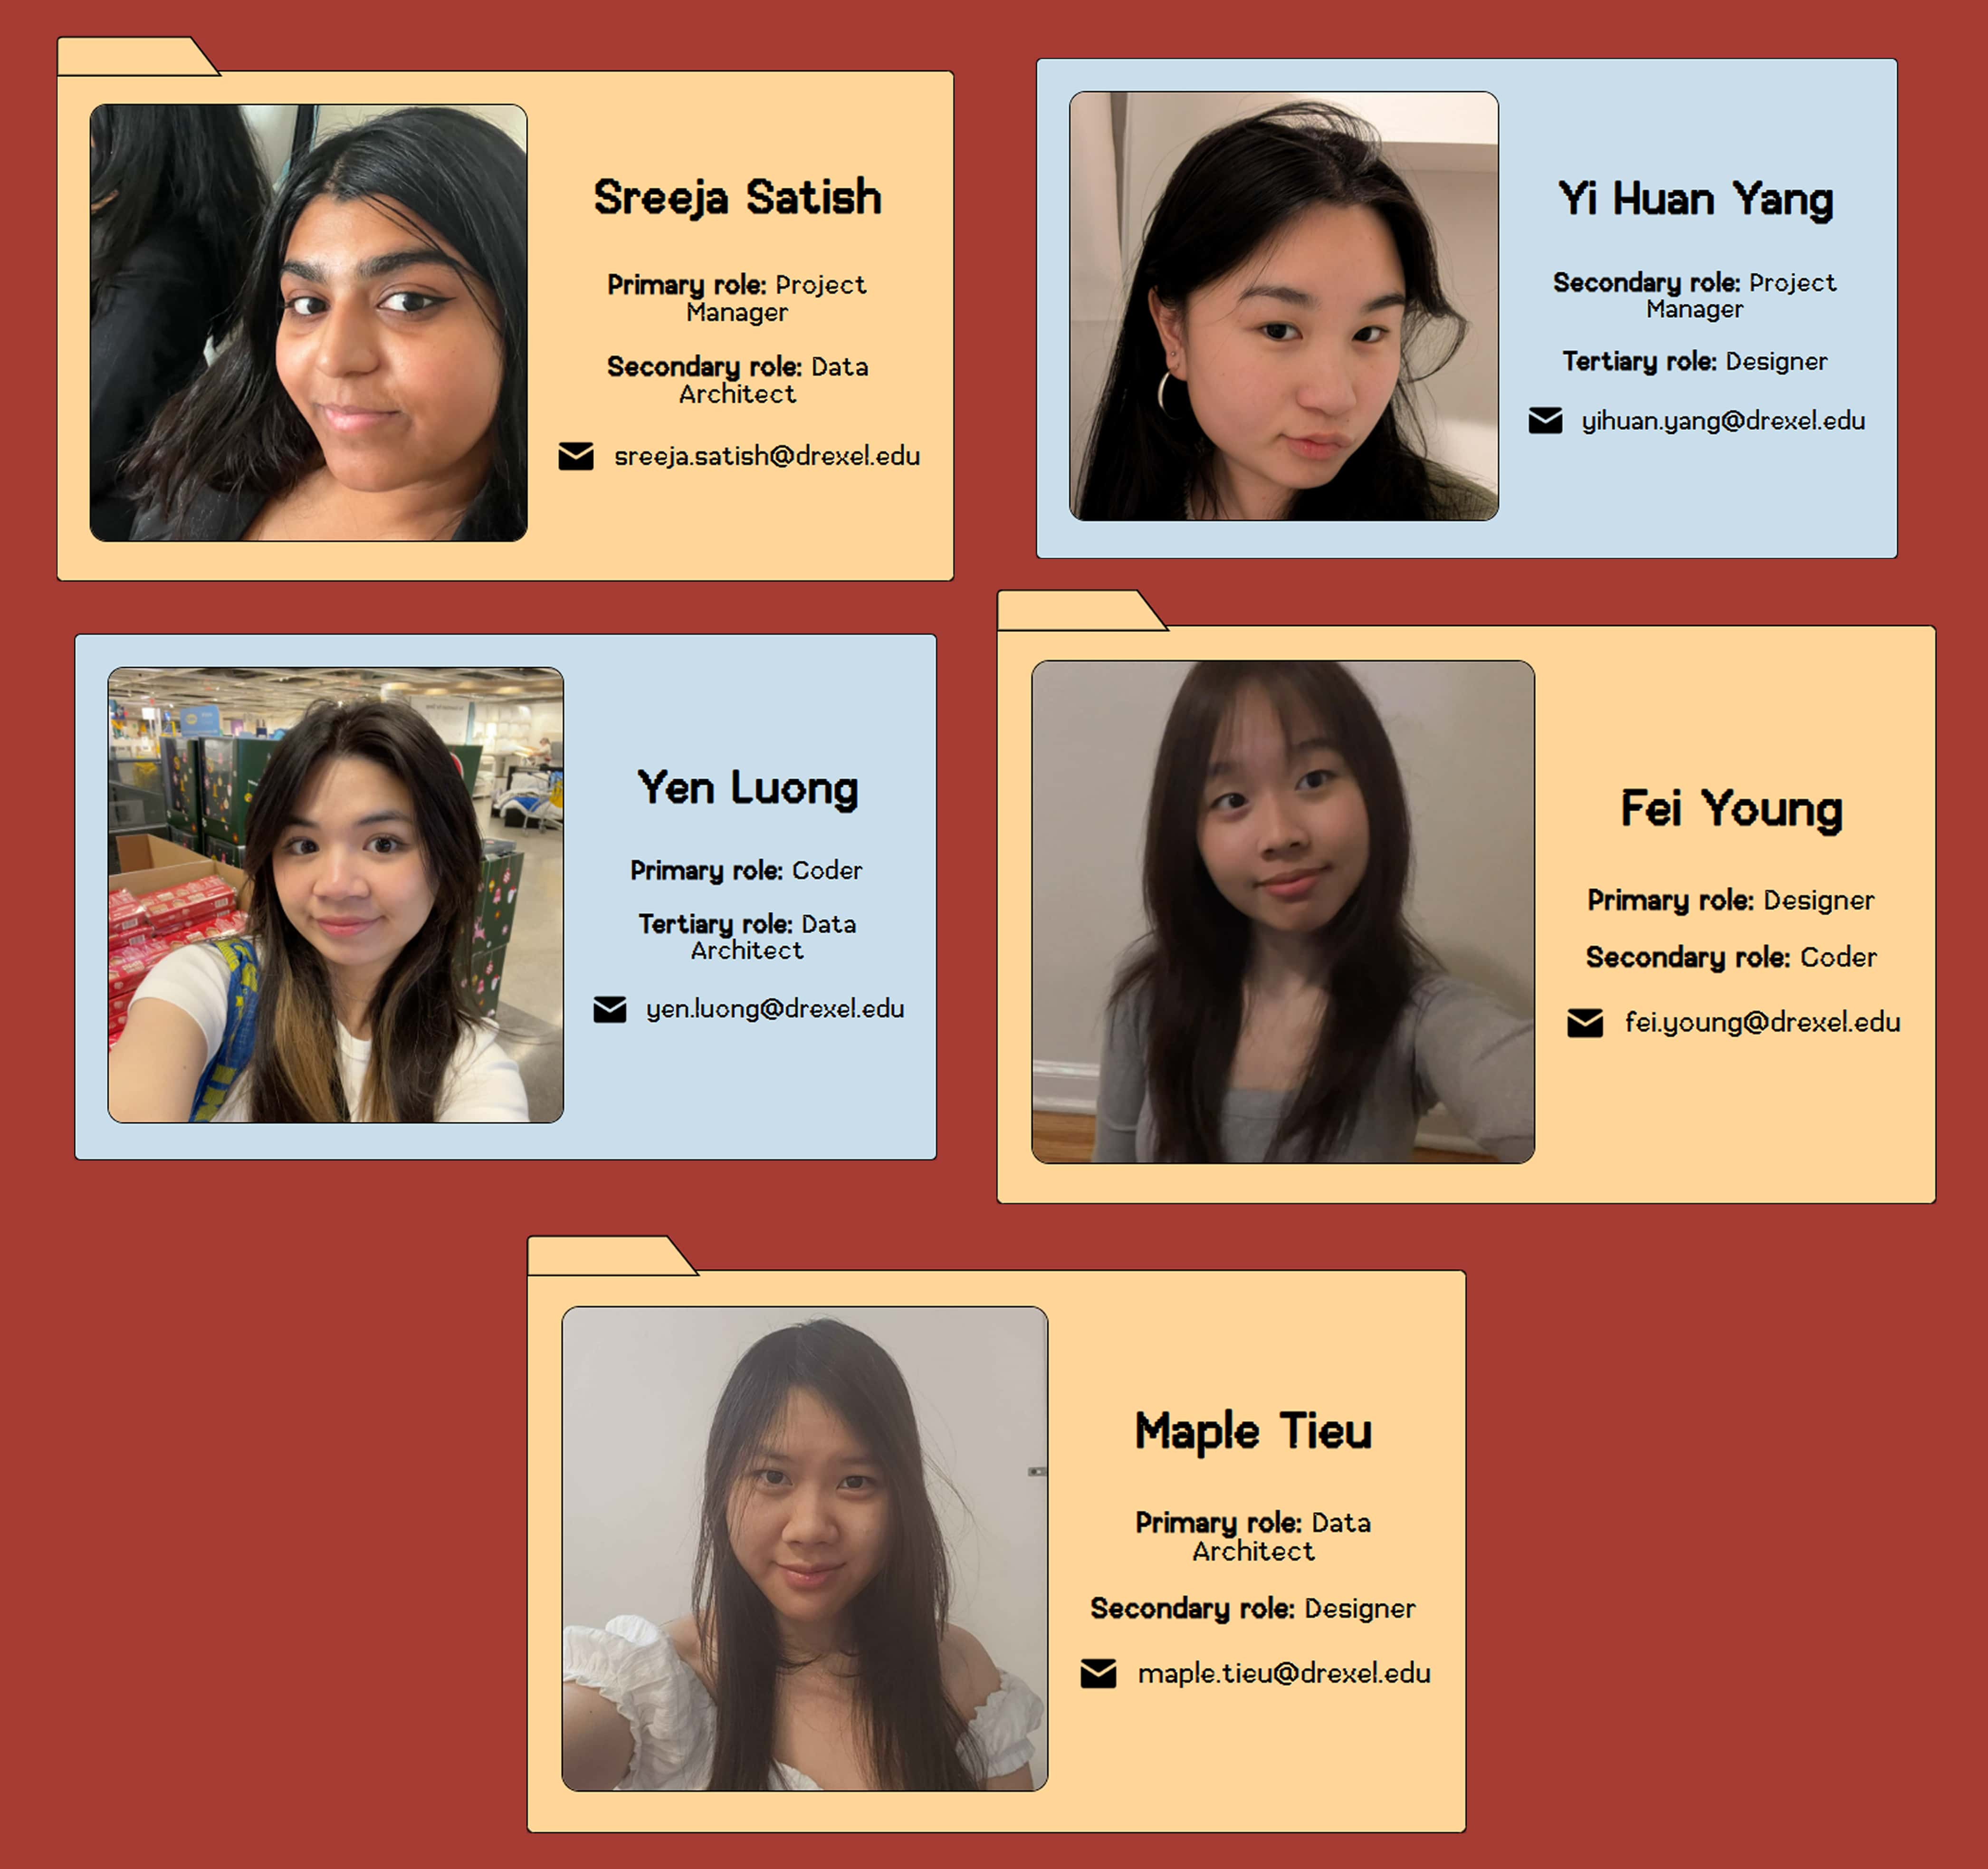 Sreeja Satish
Primary role: Project
Manager
Secondary role: Data
Architect
sreeja.satish@drexel.edu
Yi Huan Yang
Secondary role: Project
Manager
Tertiary role: Designer
yihuan.yang@drexel.edu
Yen Luong
Primary role: Coder
Tertiary role: Data
Architect
yen.luong@drexel.edu
Fei Young
Primary role: Designer
Secondary role: Coder
fei.young@drexel.edu
Maple Tieu
Primary role: Data
Architect
Secondary role: Designer
maple.tieu@drexel.edu